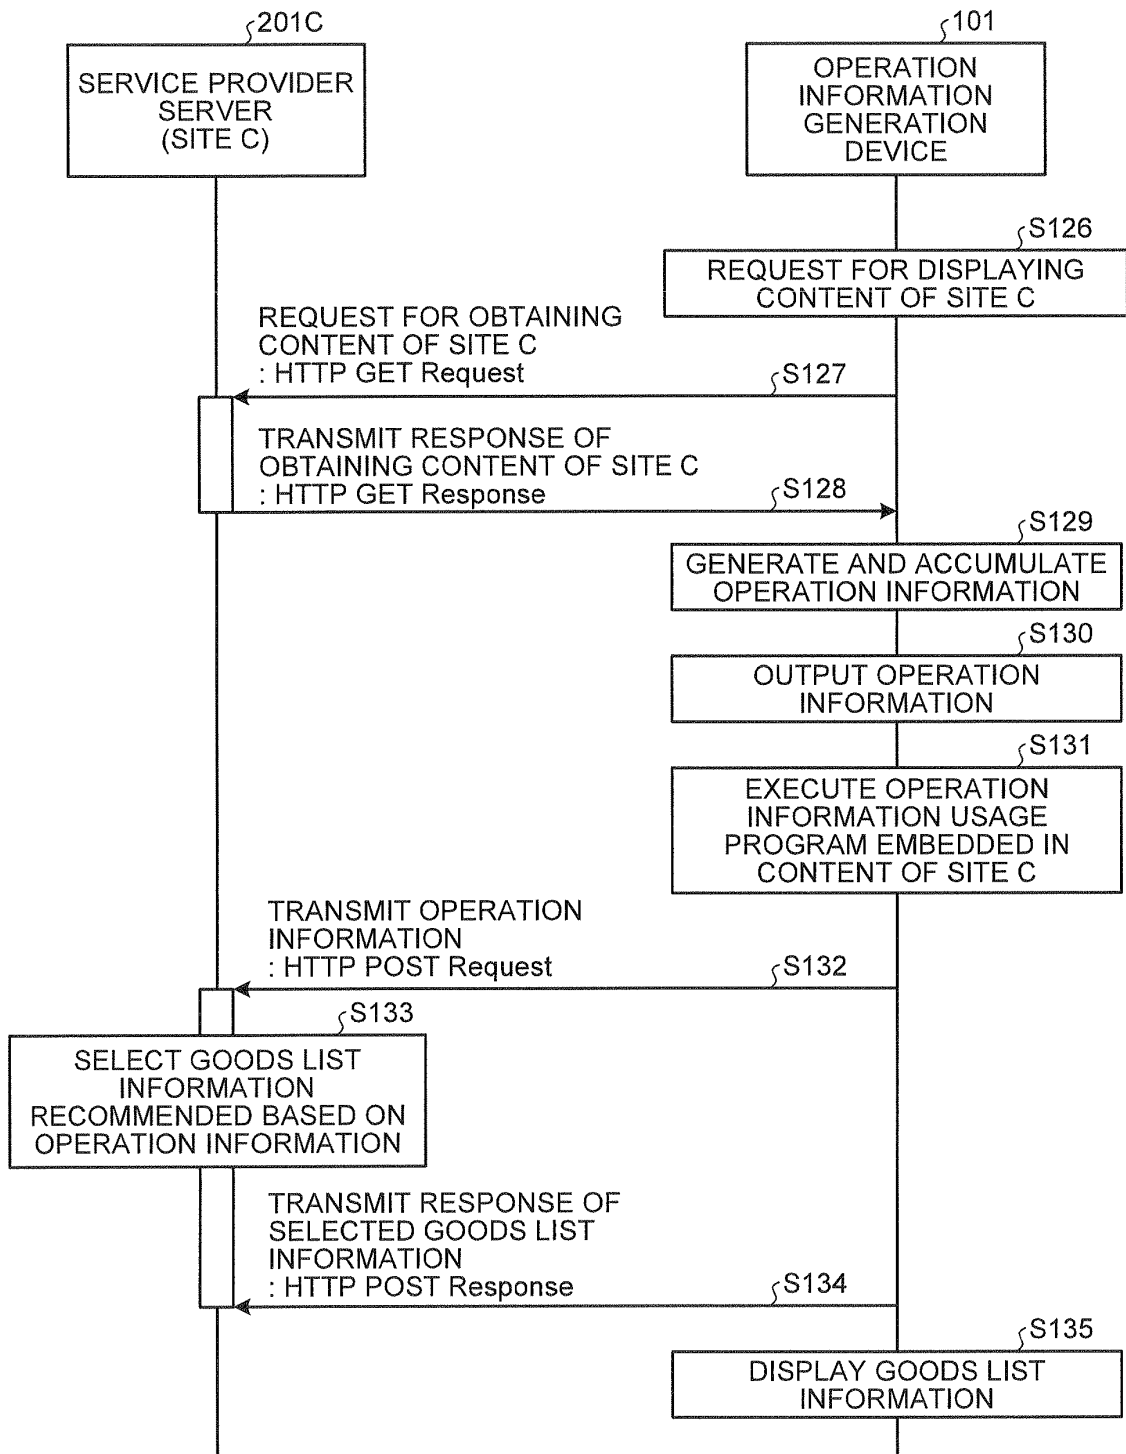 201C
SERVICE PROVIDER
SERVER
(SITE C)
101
OPERATION
INFORMATION
GENERATION
DEVICE
S126
REQUEST FOR DISPLAYING
CONTENT OF SITE C
REQUEST FOR OBTAINING
CONTENT OF SITE C
: HTTP GET Request
S127
TRANSMIT RESPONSE OF
OBTAINING CONTENT OF SITE C
: HTTP GET Response
S128
S129
GENERATE AND ACCUMULATE
OPERATION INFORMATION
S130
OUTPUT OPERATION
INFORMATION
S131
EXECUTE OPERATION
INFORMATION USAGE
PROGRAM EMBEDDED IN
CONTENT OF SITE C
TRANSMIT OPERATION
INFORMATION
: HTTP POST Request
S132
S133
SELECT GOODS LIST
INFORMATION
RECOMMENDED BASED ON
OPERATION INFORMATION
TRANSMIT RESPONSE OF
SELECTED GOODS LIST
INFORMATION
: HTTP POST Response
S134
S135
DISPLAY GOODS LIST
INFORMATION